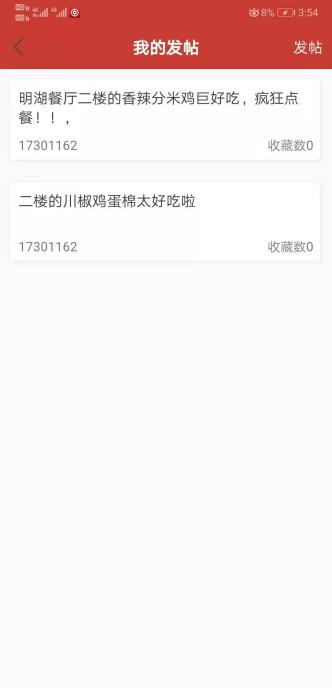 8% 3:54
我的发帖
发帖
明湖餐厅二楼的香辣分米鸡巨好吃，疯狂点
餐！！，
17301162 收藏数0
二楼的川椒鸡蛋棉太好吃啦
17301162 收藏数0